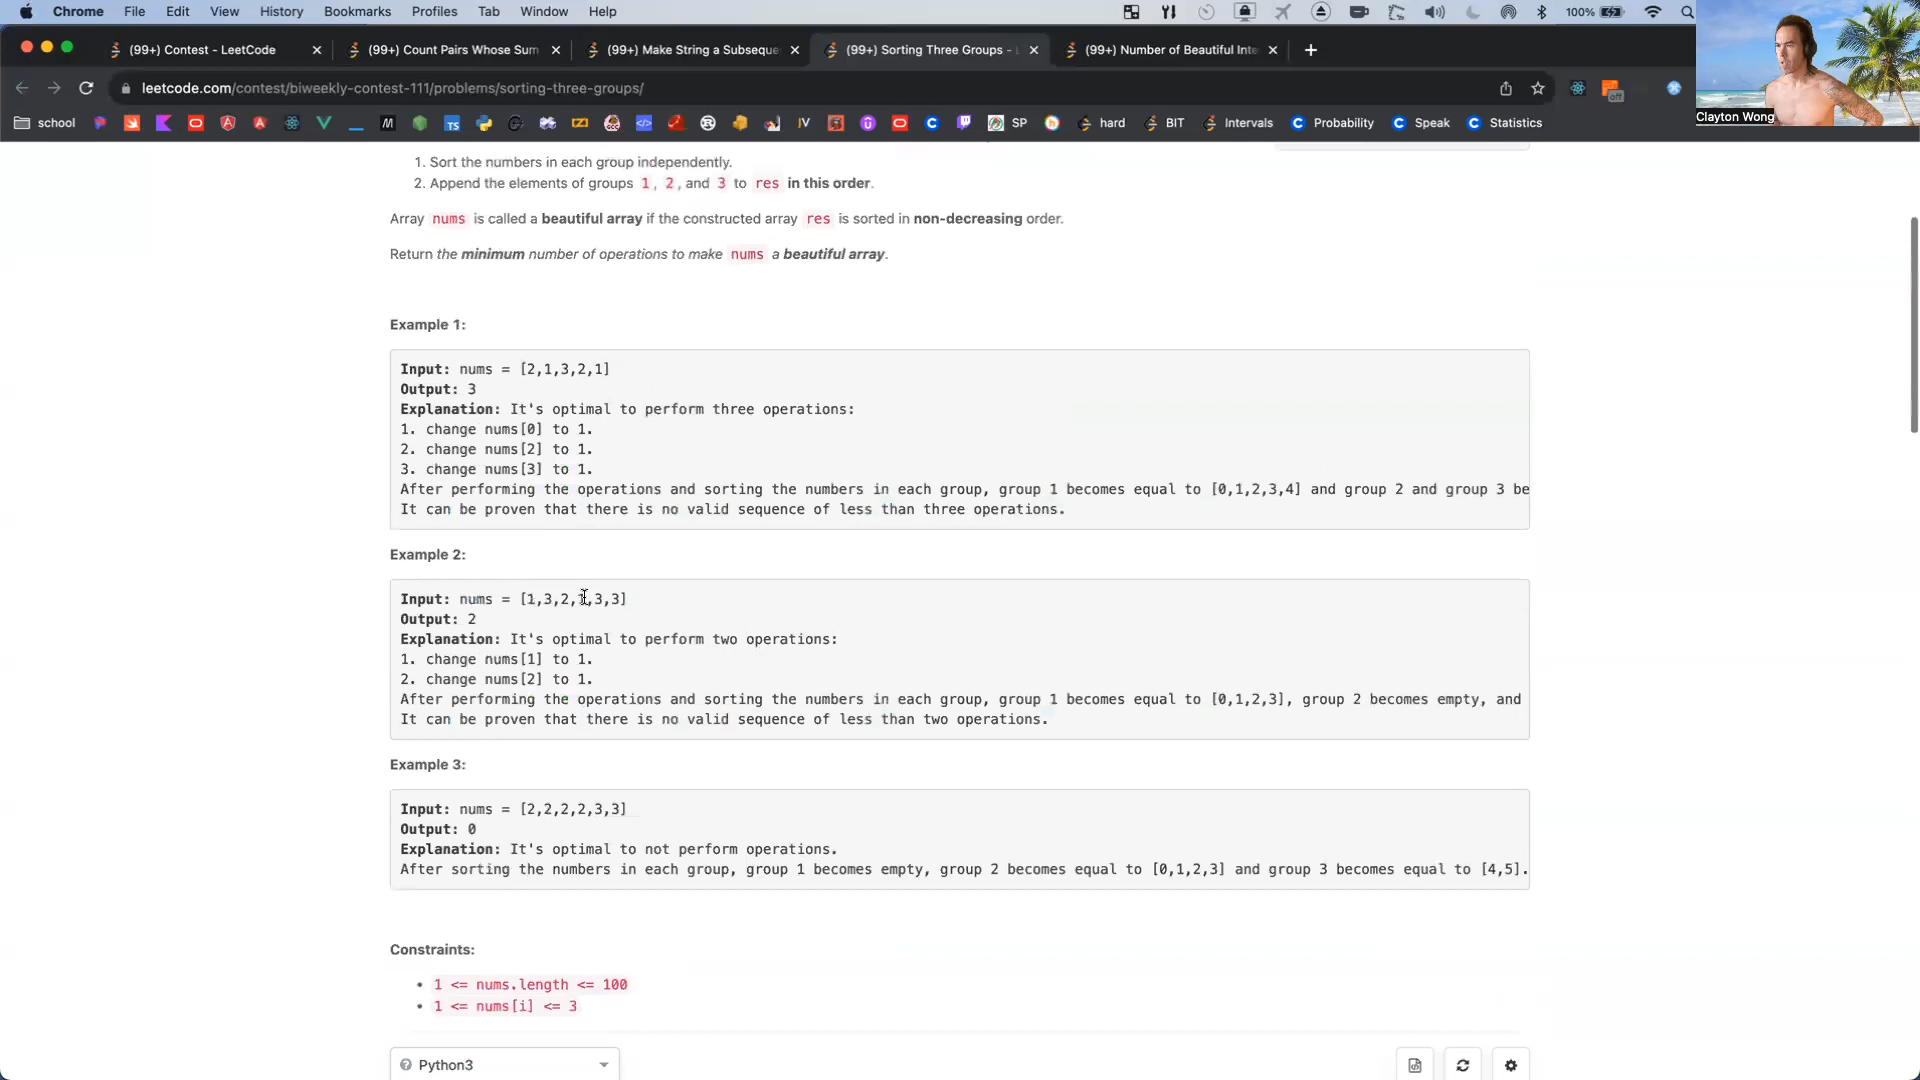 Chrome File Edit View History Bookmarks Profiles Tab Window Help 100%
(99+) Contest - LeetCode (99+) Count Pairs Whose Sum (99+) Make String a Subseque (99+) Sorting Three Groups - L (99+) Number of Beautiful Inte
leetcode.com/contest/biweekly-contest-111/problems/sorting-three-groups/
off
school TS JV SP hard BIT Intervals Probability Speak Statistics
Clayton Wong
1. Sort the numbers in each group independently.
2. Append the elements of groups 1, 2, and 3 to res in this order.
Array nums is called a beautiful array if the constructed array res is sorted in non-decreasing order.
Return the minimum number of operations to make nums a beautiful array.
Example 1:
Input: nums = [2,1,3,2,1]
Output: 3
Explanation: It's optimal to perform three operations:
1. change nums[0] to 1.
2. change nums[2] to 1.
3. change nums[3] to 1.
After performing the operations and sorting the numbers in each group, group 1 becomes equal to [0,1,2,3,4] and group 2 and group 3 be
It can be proven that there is no valid sequence of less than three operations.
Example 2:
Input: nums = [1,3,2,1,3,3]
Output: 2
Explanation: It's optimal to perform two operations:
1. change nums[1] to 1.
2. change nums[2] to 1.
After performing the operations and sorting the numbers in each group, group 1 becomes equal to [0,1,2,3], group 2 becomes empty, and
It can be proven that there is no valid sequence of less than two operations.
Example 3:
Input: nums = [2,2,2,2,3,3]
Output: 0
Explanation: It's optimal to not perform operations.
After sorting the numbers in each group, group 1 becomes empty, group 2 becomes equal to [0,1,2,3] and group 3 becomes equal to [4,5].
Constraints:
• 1 <= nums.length <= 100
• 1 <= nums[i] <= 3
Python3